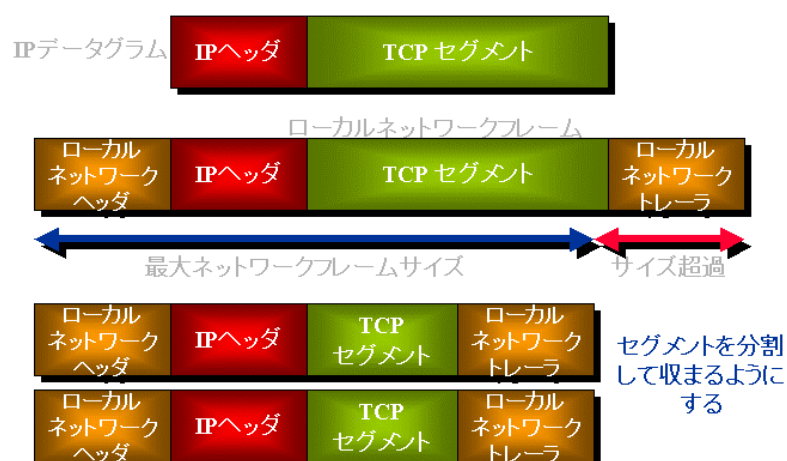 IPデータグラム
IPヘッダ
TCP セグメント
ローカルネットワークフレーム
ローカル
ネットワーク
ヘッダ
IPヘッダ
TCP セグメント
ローカル
ネットワーク
トレーラ
最大ネットワークフレームサイズ
サイズ超過
ローカル
ネットワーク
ヘッダ
IPヘッダ
TCP
セグメント
ローカル
ネットワーク
トレーラ
セグメントを分割
して収まるように
する
ローカル
ネットワーク
ヘッダ
IPヘッダ
TCP
セグメント
ローカル
ネットワーク
トレーラ